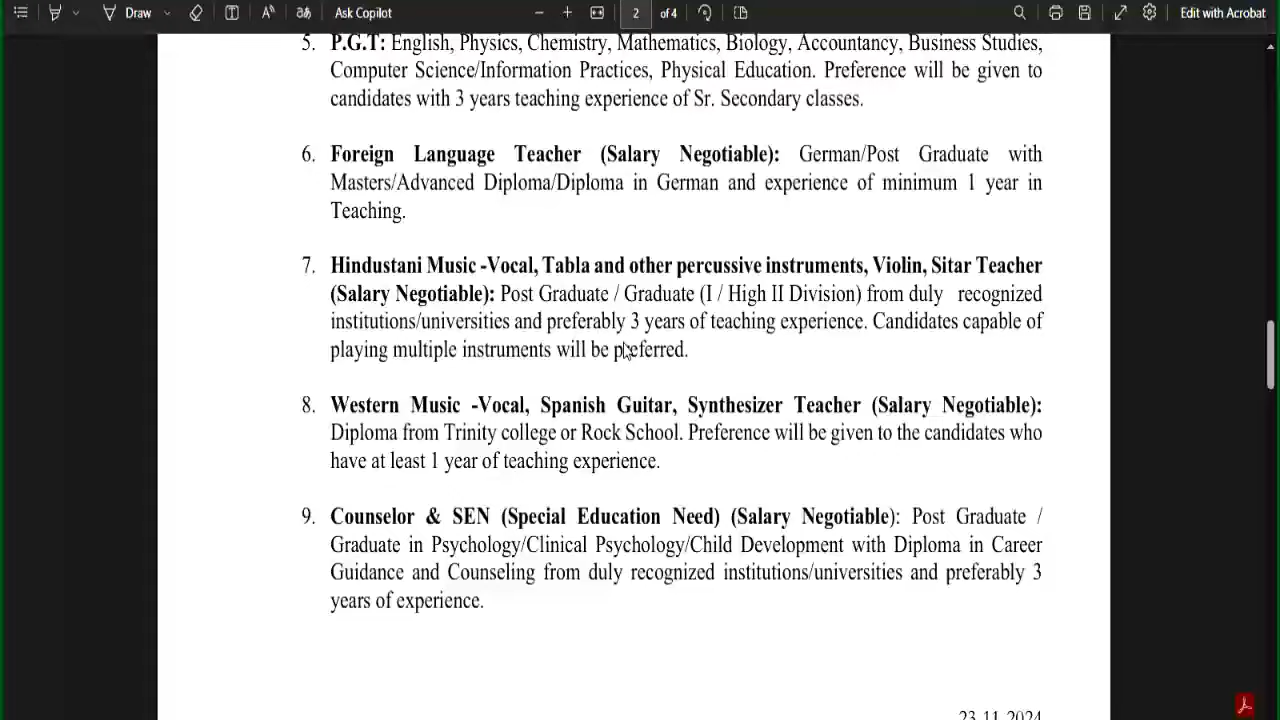 Draw
Ask Copilot
2 of 4
Edit with Acrobat
5. P.G.T: English, Physics, Chemistry, Mathematics, Biology, Accountancy, Business Studies,
Computer Science/Information Practices, Physical Education. Preference will be given to
candidates with 3 years teaching experience of Sr. Secondary classes.
6. Foreign Language Teacher (Salary Negotiable): German/Post Graduate with
Masters/Advanced Diploma/Diploma in German and experience of minimum 1 year in
Teaching.
7. Hindustani Music -Vocal, Tabla and other percussive instruments, Violin, Sitar Teacher
(Salary Negotiable): Post Graduate / Graduate (I / High II Division) from duly recognized
institutions/universities and preferably 3 years of teaching experience. Candidates capable of
playing multiple instruments will be preferred.
8. Western Music -Vocal, Spanish Guitar, Synthesizer Teacher (Salary Negotiable):
Diploma from Trinity college or Rock School. Preference will be given to the candidates who
have at least 1 year of teaching experience.
9. Counselor & SEN (Special Education Need) (Salary Negotiable): Post Graduate /
Graduate in Psychology/Clinical Psychology/Child Development with Diploma in Career
Guidance and Counseling from duly recognized institutions/universities and preferably 3
years of experience.
23.11.2024